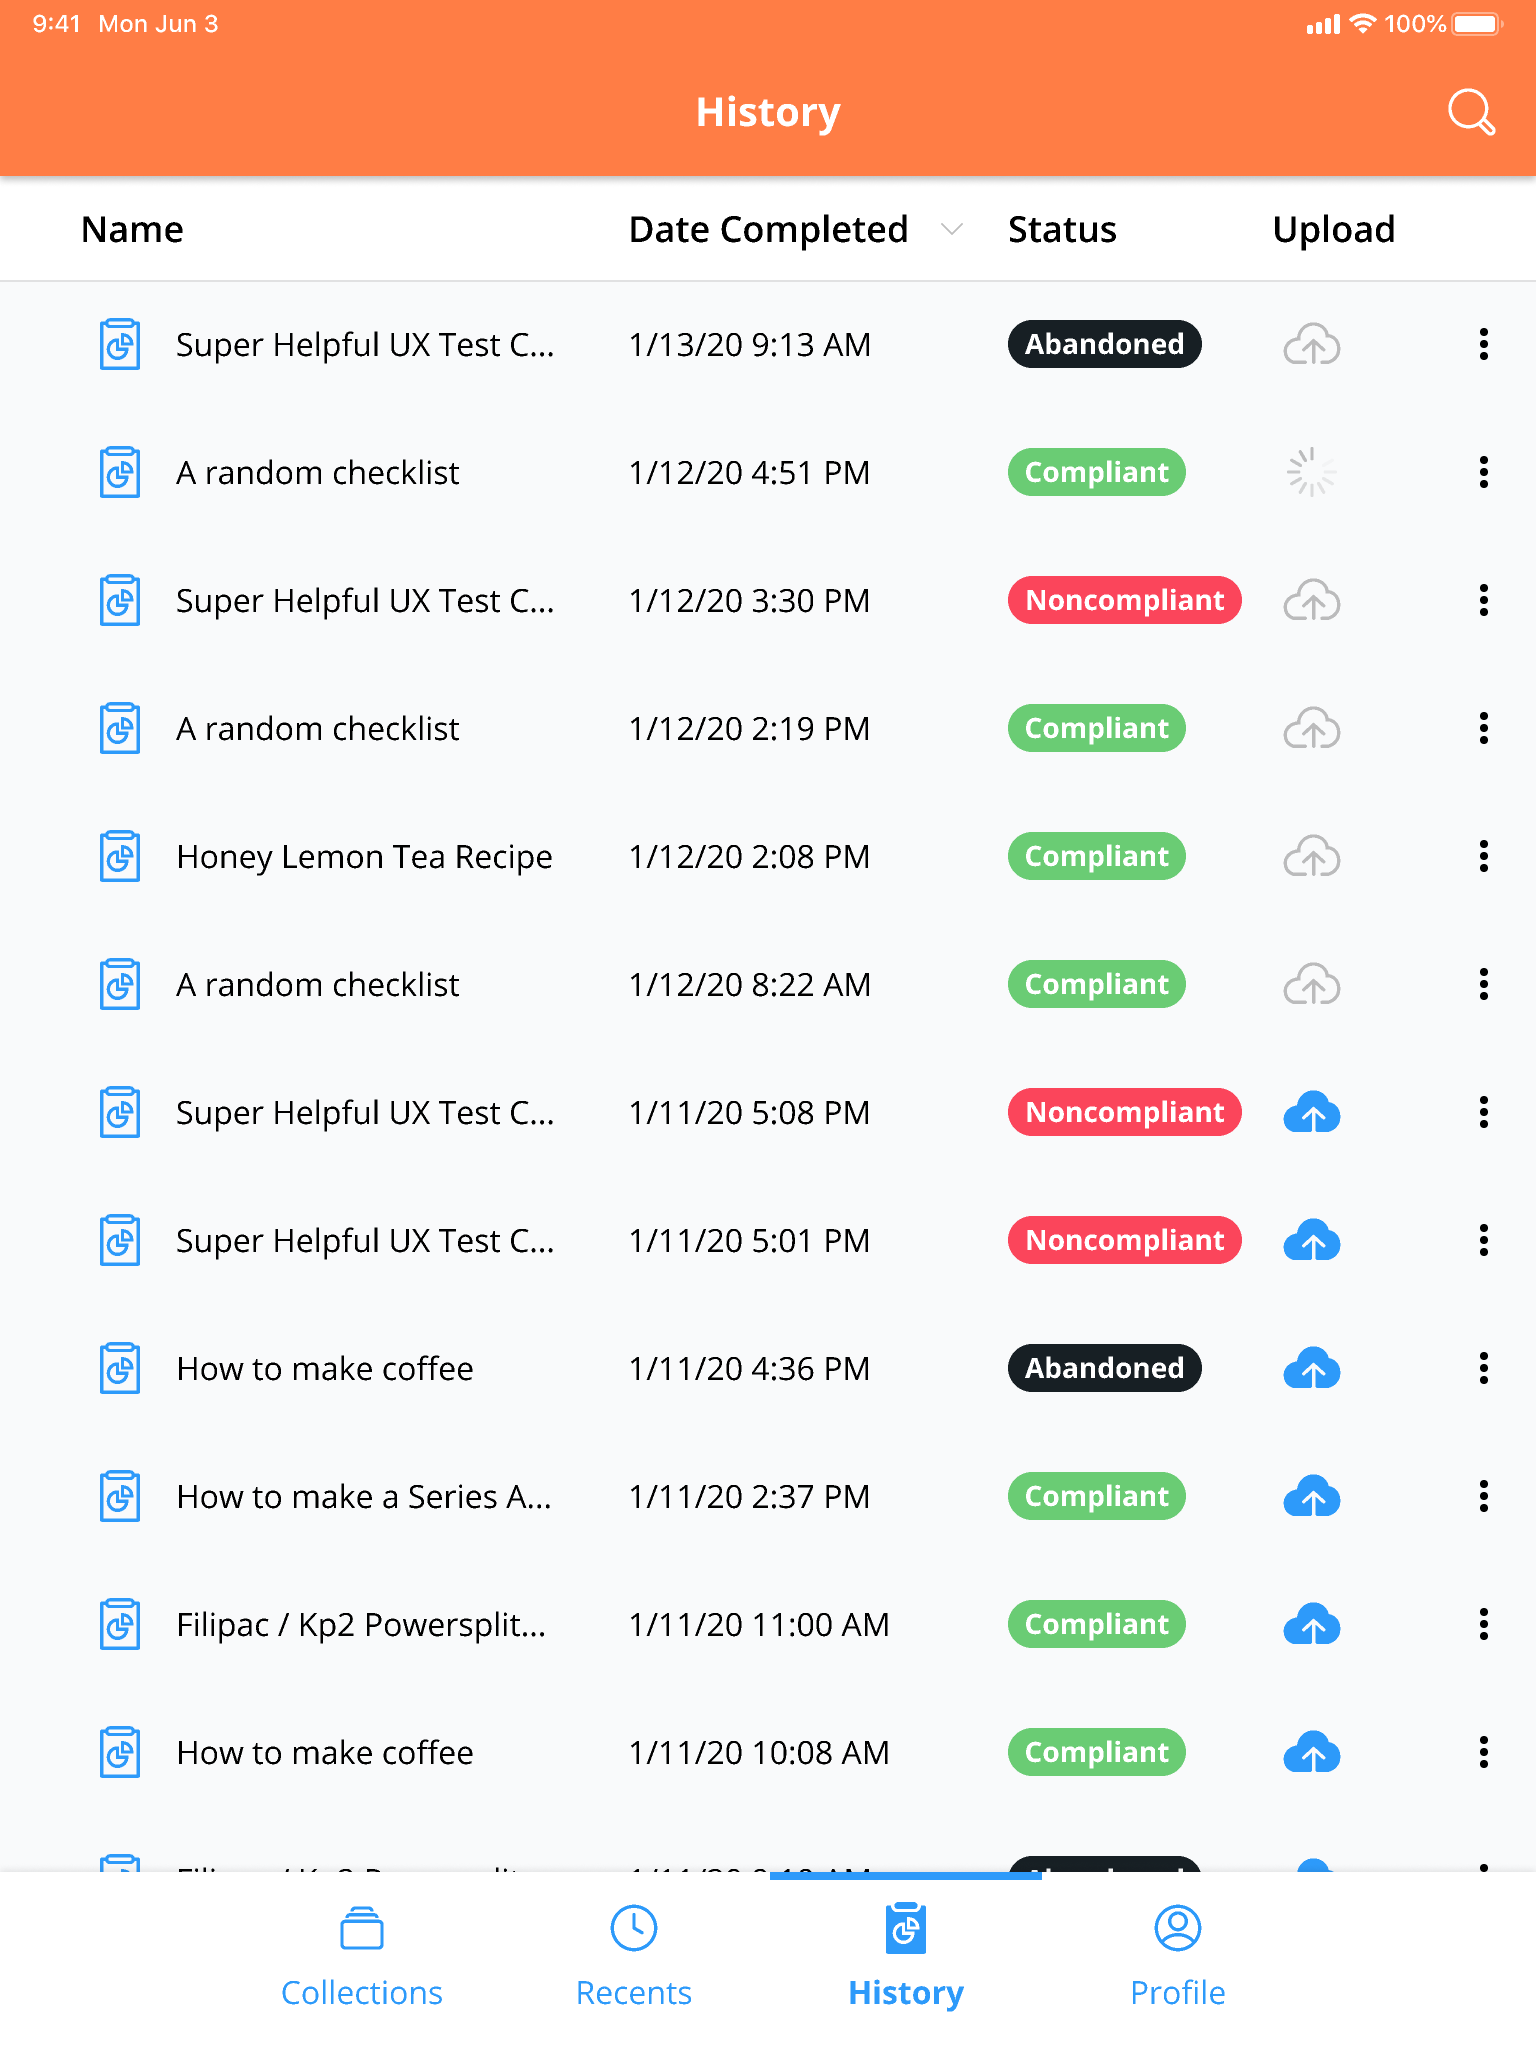 9:41 Mon Jun 3 100%
History
Name Date Completed Status Upload
Super Helpful UX Test C... 1/13/20 9:13 AM Abandoned
A random checklist 1/12/20 4:51 PM Compliant
Super Helpful UX Test C... 1/12/20 3:30 PM Noncompliant
A random checklist 1/12/20 2:19 PM Compliant
Honey Lemon Tea Recipe 1/12/20 2:08 PM Compliant
A random checklist 1/12/20 8:22 AM Compliant
Super Helpful UX Test C... 1/11/20 5:08 PM Noncompliant
Super Helpful UX Test C... 1/11/20 5:01 PM Noncompliant
How to make coffee 1/11/20 4:36 PM Abandoned
How to make a Series A... 1/11/20 2:37 PM Compliant
Filipac / Kp2 Powersplit... 1/11/20 11:00 AM Compliant
How to make coffee 1/11/20 10:08 AM Compliant
Collections Recents History Profile